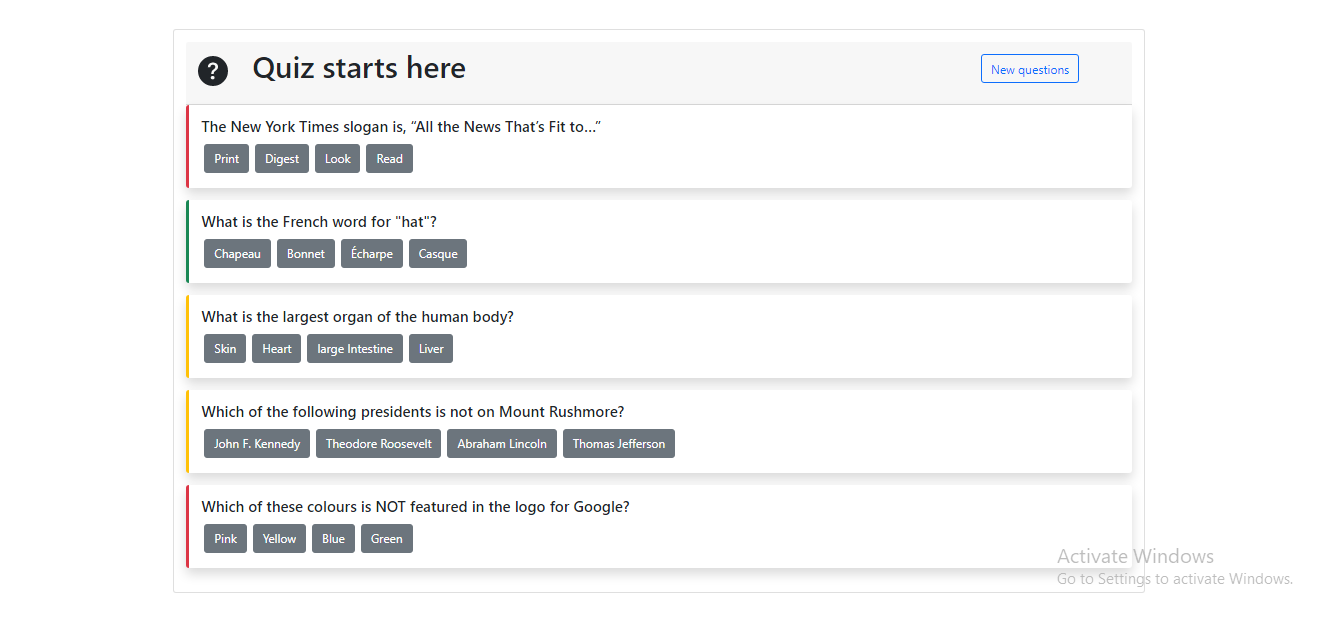 ? Quiz starts here New questions
The New York Times slogan is, “All the News That’s Fit to...”
Print Digest Look Read
What is the French word for "hat"?
Chapeau Bonnet Écharpe Casque
What is the largest organ of the human body?
Skin Heart large Intestine Liver
Which of the following presidents is not on Mount Rushmore?
John F. Kennedy Theodore Roosevelt Abraham Lincoln Thomas Jefferson
Which of these colours is NOT featured in the logo for Google?
Pink Yellow Blue Green
Activate Windows
Go to Settings to activate Windows.